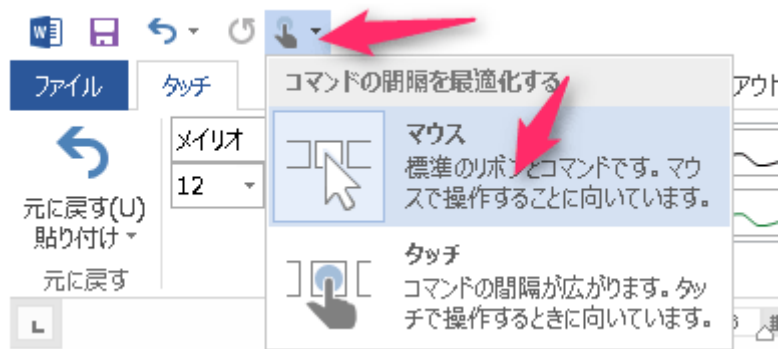 ファイル
タッチ
コマンドの間隔を最適化する
アウト
メイリオ
マウス
標準のリボンとコマンドです。マウ
スで操作することに向いています。
12
元に戻す(U)
貼り付け
タッチ
コマンドの間隔が広がります。タッ
チで操作するときに向いています。
元に戻す